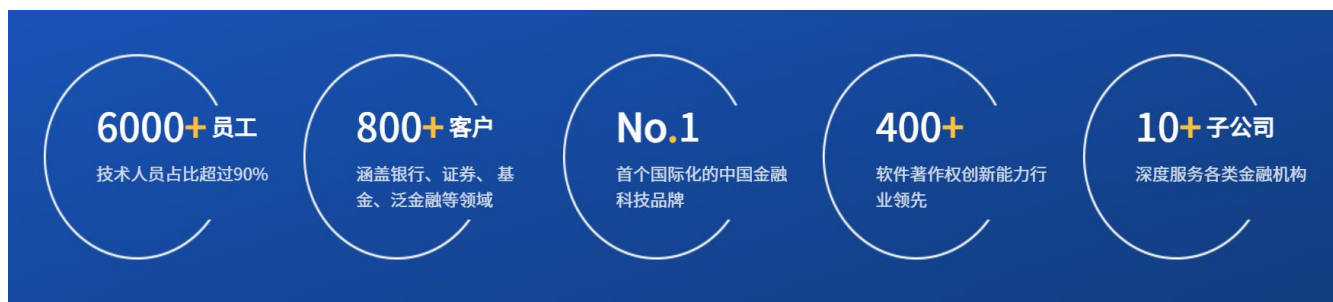 6000+ 员工
技术人员占比超过90%
800+ 客户
涵盖银行、证券、 基
金、泛金融等领域
No.1
首个国际化的中国金融
科技品牌
400+
软件著作权创新能力行
业领先
10+ 子公司
深度服务各类金融机构